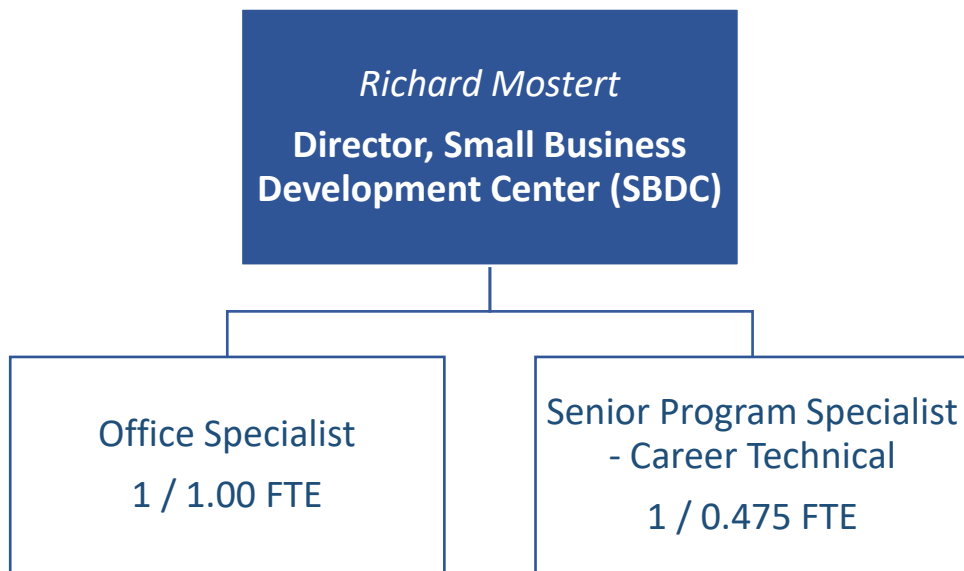 Richard Mostert
Director, Small Business
Development Center (SBDC)
Office Specialist
1 / 1.00 FTE
Senior Program Specialist
- Career Technical
1 / 0.475 FTE